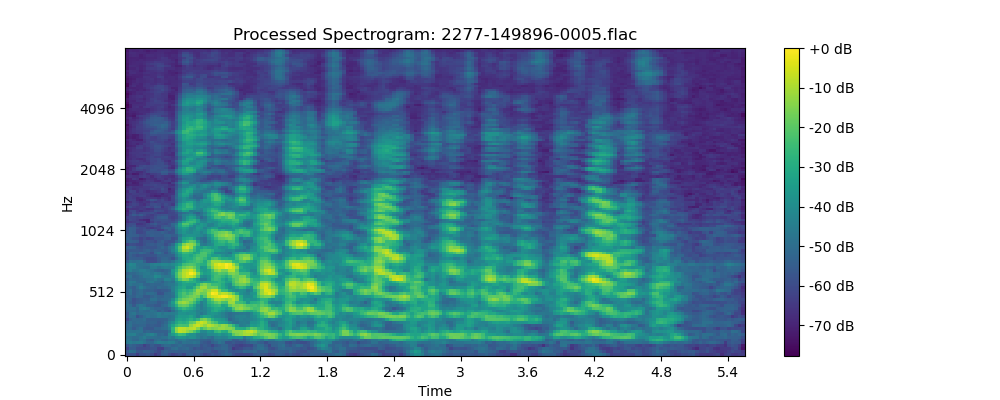 Processed Spectrogram: 2277-149896-0005.flac
+0 dB
-10 dB
-20 dB
-30 dB
-40 dB
-50 dB
-60 dB
-70 dB
4096
2048
1024
512
0
Hz
0 0.6 1.2 1.8 2.4 3 3.6 4.2 4.8 5.4
Time